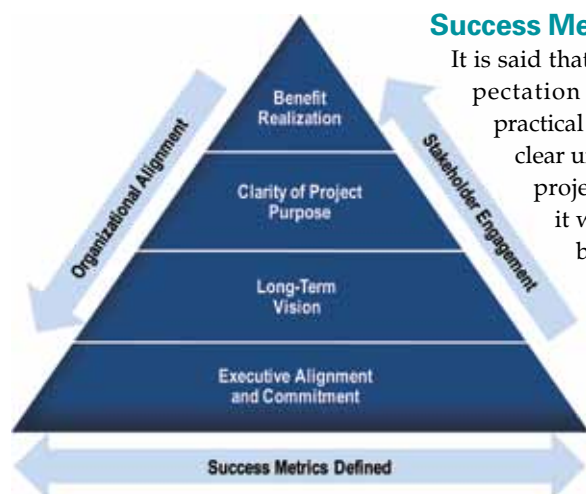 Success Me
It is said that
pectation
practical
clear u
proje
it w
b
Benefit
Realization
Clarity of Project
Purpose
Long-Term
Vision
Executive Alignment
and Commitment
Organizational Alignment
Stakeholder Engagement
Success Metrics Defined